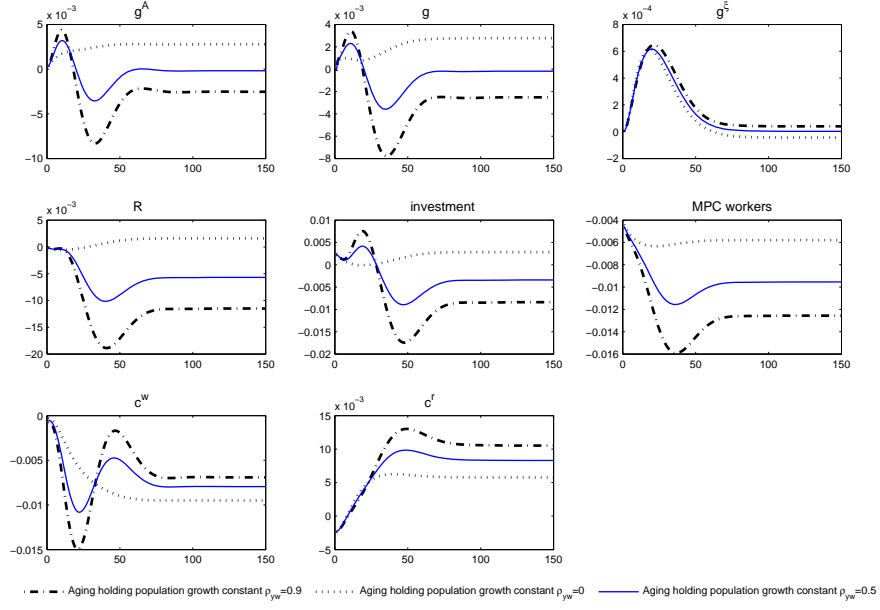 g^A
g
g^ξ
x 10^−3
x 10^−3
x 10^−4
5
0
−5
−10
0 50 100 150
4
2
0
−2
−4
−6
−8
0 50 100 150
8
6
4
2
0
−2
0 50 100 150
R
investment
MPC workers
x 10^−3
5
0
−5
−10
−15
−20
0 50 100 150
0.01
0.005
0
−0.005
−0.01
−0.015
−0.02
0 50 100 150
−0.004
−0.006
−0.008
−0.01
−0.012
−0.014
−0.016
0 50 100 150
c^w
c^r
x 10^−3
0
−0.005
−0.01
−0.015
0 50 100 150
15
10
5
0
−5
0 50 100 150
Aging holding population growth constant ρ_yw=0.9
Aging holding population growth constant ρ_yw=0
Aging holding population growth constant ρ_yw=0.5